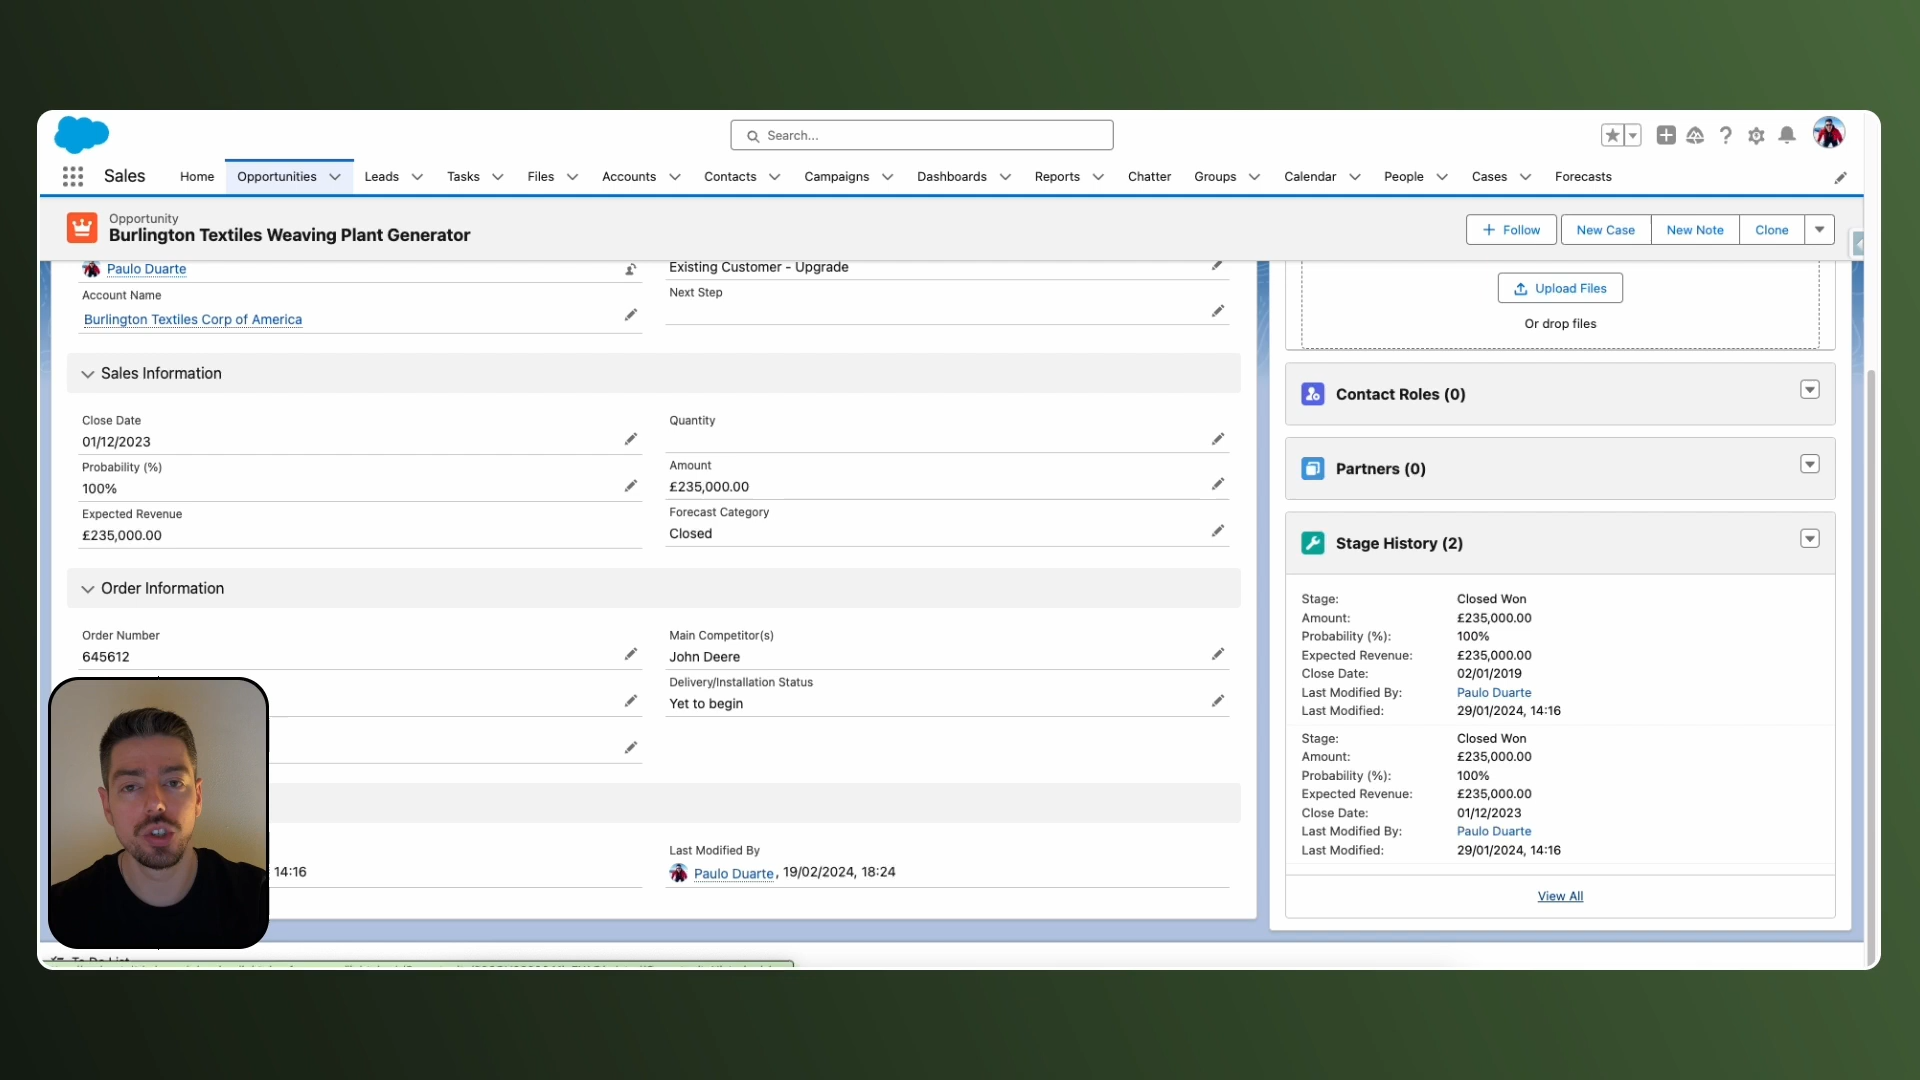 Search...
Sales
Home
Opportunities
Leads
Tasks
Files
Accounts
Contacts
Campaigns
Dashboards
Reports
Chatter
Groups
Calendar
People
Cases
Forecasts
Opportunity
Burlington Textiles Weaving Plant Generator
Follow
New Case
New Note
Clone
Paulo Duarte
Existing Customer - Upgrade
Account Name
Burlington Textiles Corp of America
Next Step
Sales Information
Close Date
01/12/2023
Quantity
Probability (%)
100%
Amount
£235,000.00
Expected Revenue
£235,000.00
Forecast Category
Closed
Order Information
Order Number
645612
Main Competitor(s)
John Deere
Delivery/Installation Status
Yet to begin
14:16
Last Modified By
Paulo Duarte, 19/02/2024, 18:24
Upload Files
Or drop files
Contact Roles (0)
Partners (0)
Stage History (2)
Stage: Closed Won
Amount: £235,000.00
Probability (%): 100%
Expected Revenue: £235,000.00
Close Date: 02/01/2019
Last Modified By: Paulo Duarte
Last Modified: 29/01/2024, 14:16
Stage: Closed Won
Amount: £235,000.00
Probability (%): 100%
Expected Revenue: £235,000.00
Close Date: 01/12/2023
Last Modified By: Paulo Duarte
Last Modified: 29/01/2024, 14:16
View All
To Do List